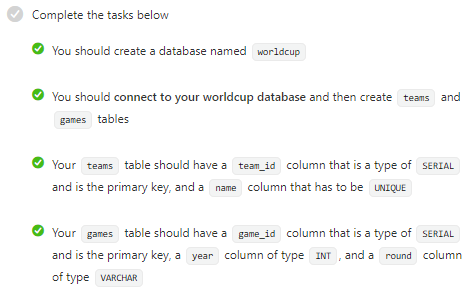 Complete the tasks below
You should create a database named worldcup
You should connect to your worldcup database and then create teams and
games tables
Your teams table should have a team_id column that is a type of SERIAL
and is the primary key, and a name column that has to be UNIQUE
Your games table should have a game_id column that is a type of SERIAL
and is the primary key, a year column of type INT , and a round column
of type VARCHAR